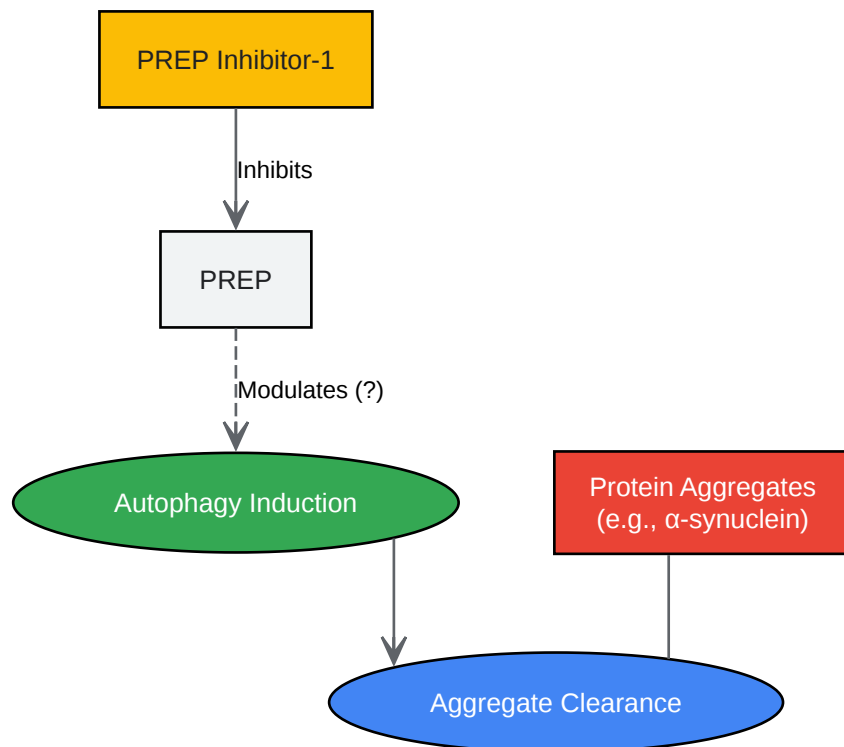 PREP Inhibitor-1
Inhibits
PREP
Modulates (?)
Autophagy Induction
Protein Aggregates
(e.g., α-synuclein)
Aggregate Clearance